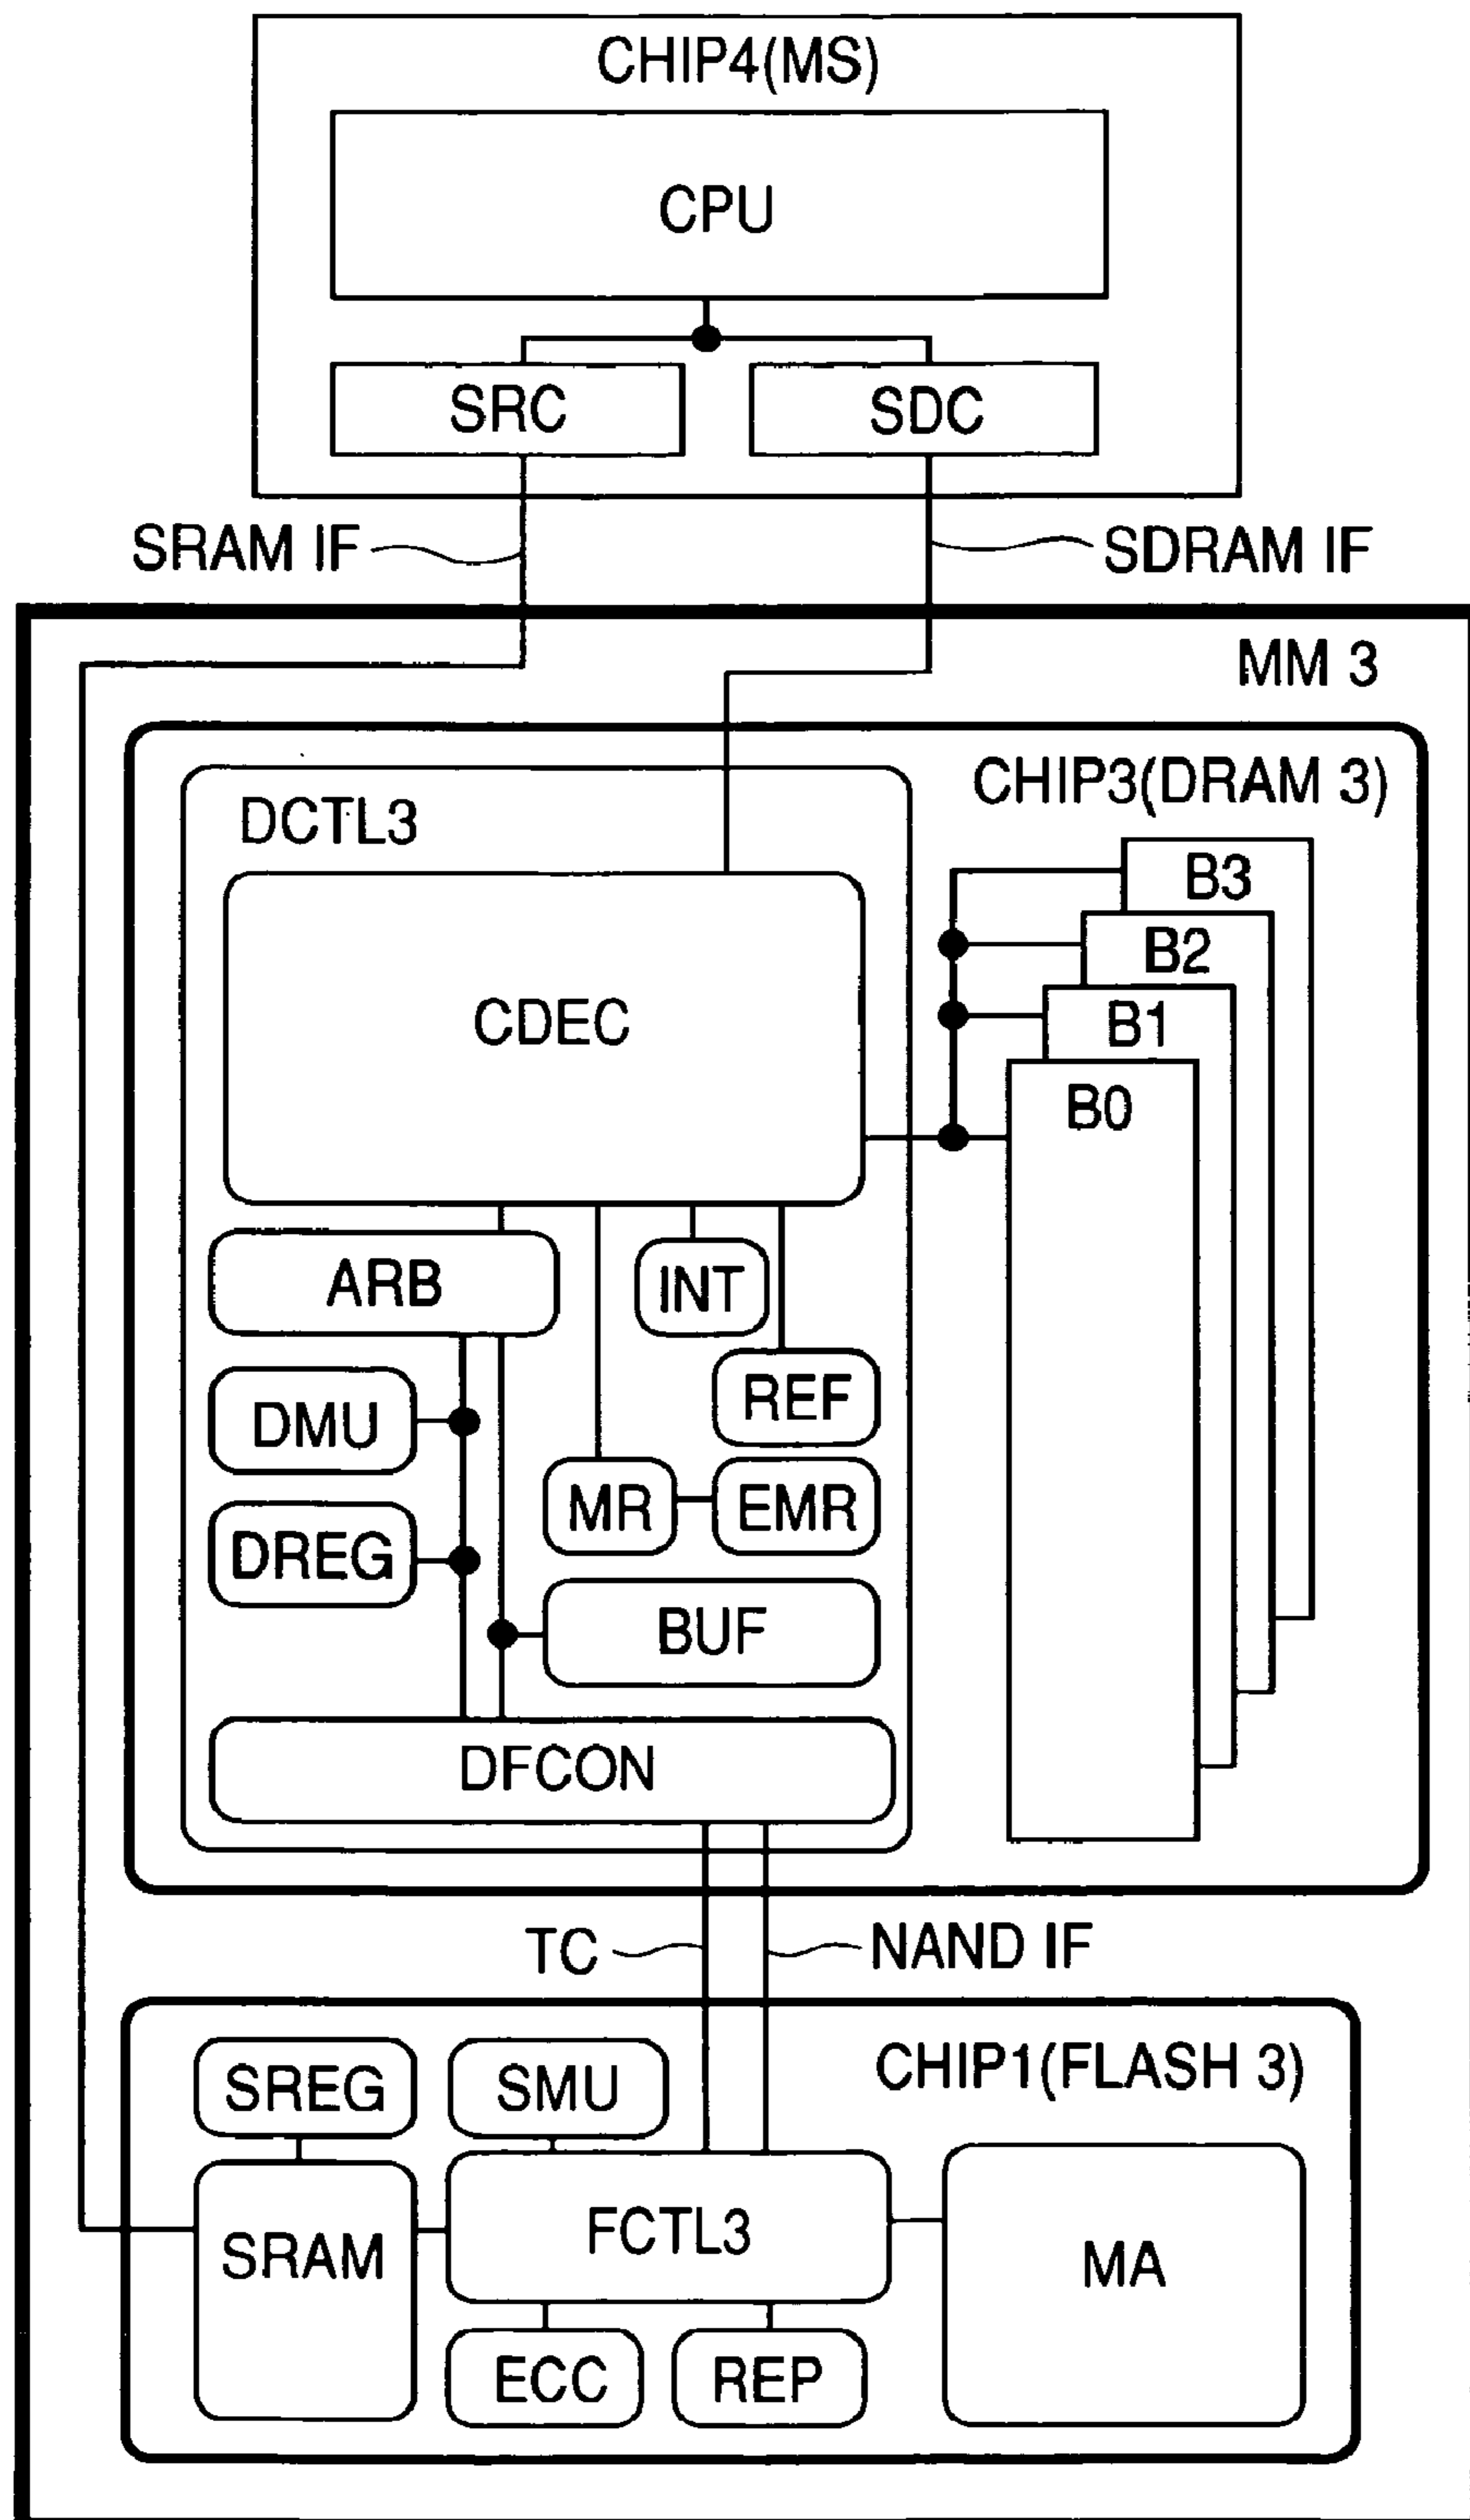 CHIP4(MS)
CPU
SRC
SDC
SRAM IF
SDRAM IF
MM 3
CHIP3(DRAM 3)
DCTL3
B3
B2
B1
B0
CDEC
ARB
INT
REF
DMU
MR
EMR
DREG
BUF
DFCON
TC
NAND IF
CHIP1(FLASH 3)
SREG
SMU
SRAM
FCTL3
MA
ECC
REP